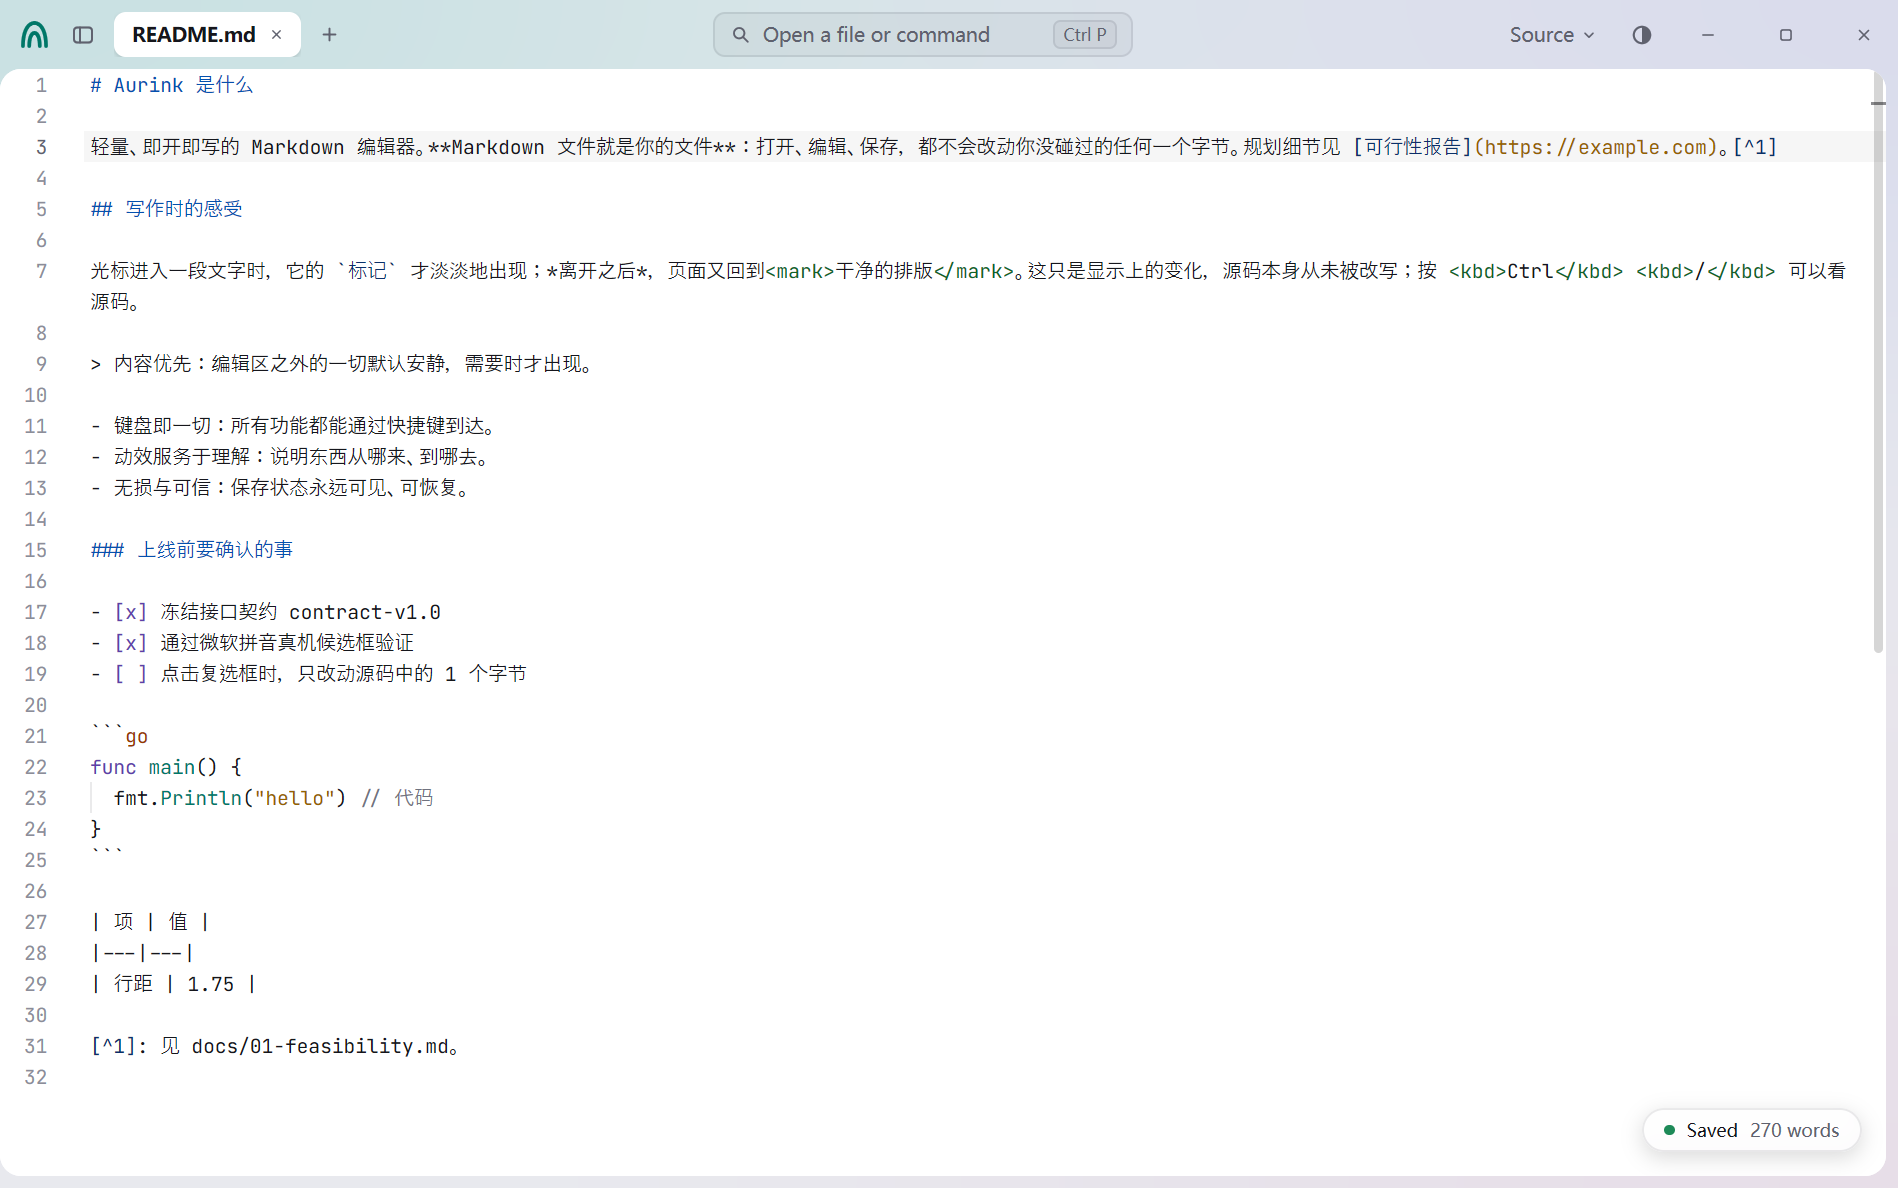 README.md
Open a file or command
Ctrl P
Source
1 # Aurink 是什么
2
3 轻量、即开即写的 Markdown 编辑器。**Markdown 文件就是你的文件**：打开、编辑、保存，都不会改动你没碰过的任何一个字节。规划细节见 [可行性报告](https://example.com)。[^1]
4
5 ## 写作时的感受
6
7 光标进入一段文字时，它的 `标记` 才淡淡地出现；*离开之后*，页面又回到<mark>干净的排版</mark>。这只是显示上的变化，源码本身从未被改写；按 <kbd>Ctrl</kbd> <kbd>/</kbd> 可以看
源码。
8
9 > 内容优先：编辑区之外的一切默认安静，需要时才出现。
10
11 - 键盘即一切：所有功能都能通过快捷键到达。
12 - 动效服务于理解：说明东西从哪来、到哪去。
13 - 无损与可信：保存状态永远可见、可恢复。
14
15 ### 上线前要确认的事
16
17 - [x] 冻结接口契约 contract-v1.0
18 - [x] 通过微软拼音真机候选框验证
19 - [ ] 点击复选框时，只改动源码中的 1 个字节
20
21 ```go
22 func main() {
23   fmt.Println("hello") // 代码
24 }
25 ```
26
27 | 项 | 值 |
28 |---|---|
29 | 行距 | 1.75 |
30
31 [^1]: 见 docs/01-feasibility.md。
32
Saved 270 words